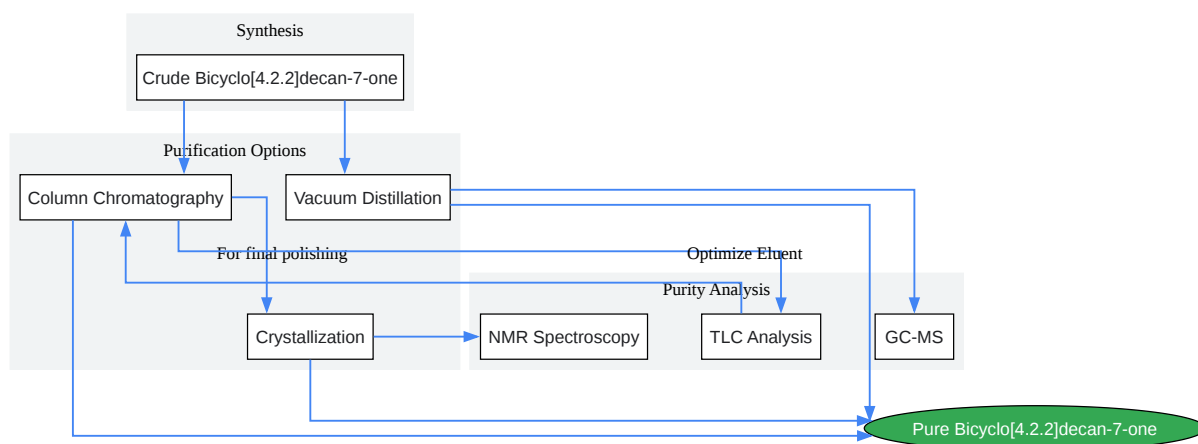 Synthesis
Crude Bicyclo[4.2.2]decan-7-one
Purification Options
Column Chromatography
Vacuum Distillation
For final polishing
Optimize Eluent
Purity Analysis
Crystallization
NMR Spectroscopy
TLC Analysis
GC-MS
Pure Bicyclo[4.2.2]decan-7-one